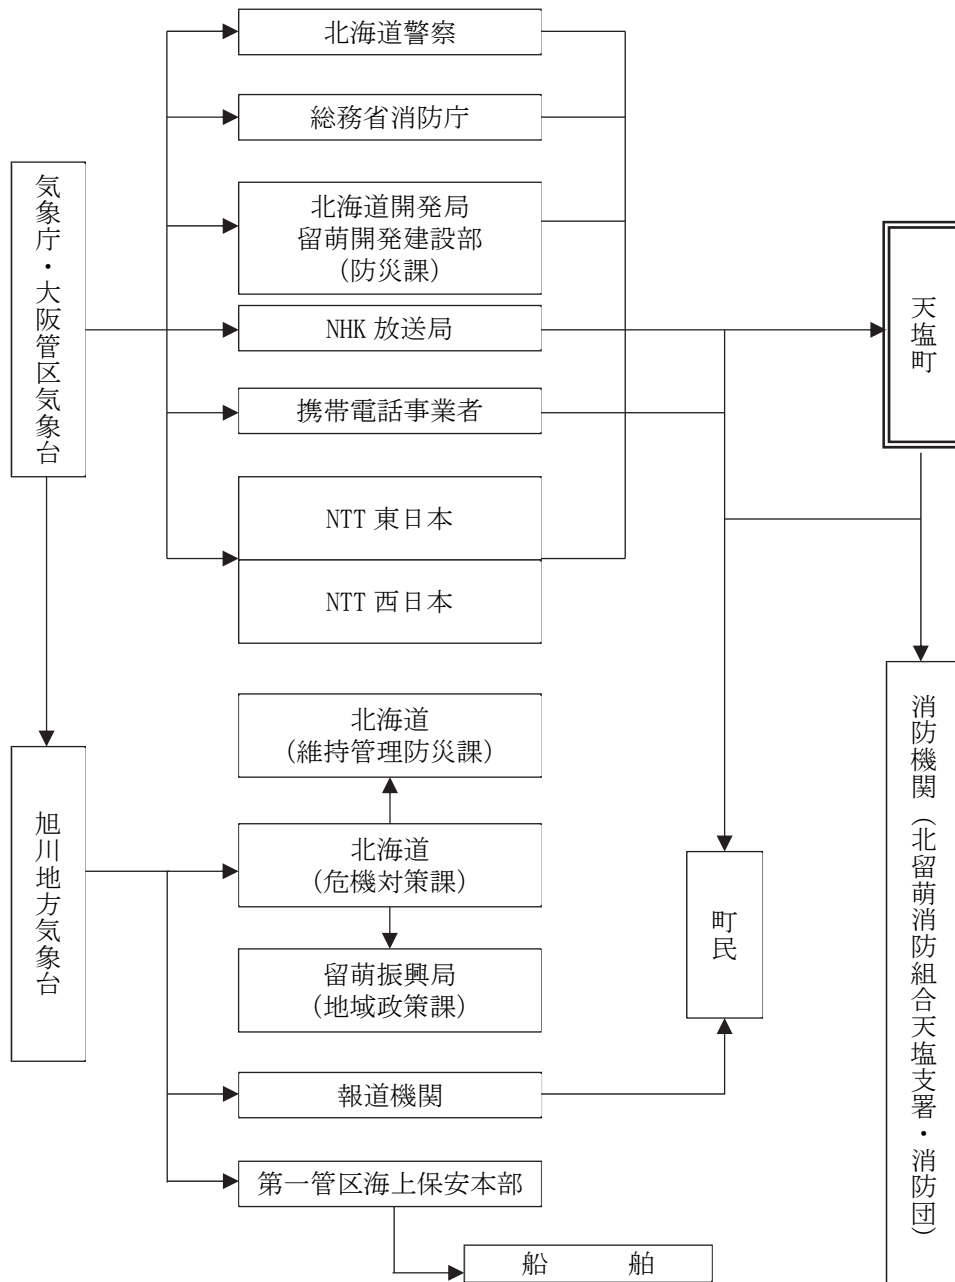 北海道警察
総務省消防庁
気象庁・大阪管区気象台
北海道開発局
留萌開発建設部
(防災課)
天塩町
NHK 放送局
携帯電話事業者
NTT 東日本
NTT 西日本
北海道
(維持管理防災課)
消防機関(北留萌消防組合天塩支署・消防団)
旭川地方気象台
北海道
(危機対策課)
町民
留萌振興局
(地域政策課)
報道機関
第一管区海上保安本部
船　　舶